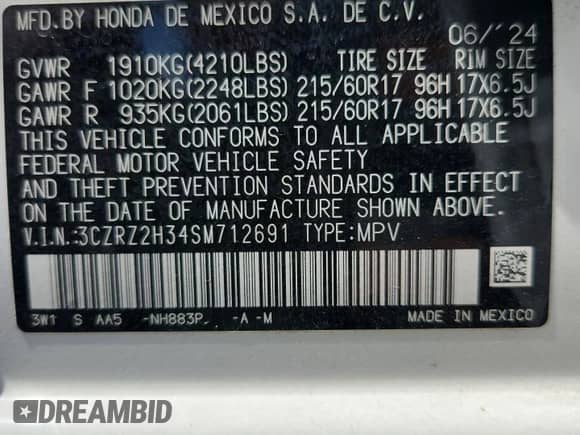 MFD.BY HONDA DE MEXICO S.A. DE C.V.
06/'24
GVWR 1910KG(4210LBS) TIRE SIZE RIM SIZE
GAWR F 1020KG(2248LBS) 215/60R17 96H 17X6.5J
GAWR R 935KG(2061LBS) 215/60R17 96H 17X6.5J
THIS VEHICLE CONFORMS TO ALL APPLICABLE
FEDERAL MOTOR VEHICLE SAFETY
AND THEFT PREVENTION STANDARDS IN EFFECT
ON THE DATE OF MANUFACTURE SHOWN ABOVE.
V.I.N.:3CZRZ2H34SM712691 TYPE:MPV
3W1 S AA5 -NH883P -A -M MADE IN MEXICO
DREAMBID